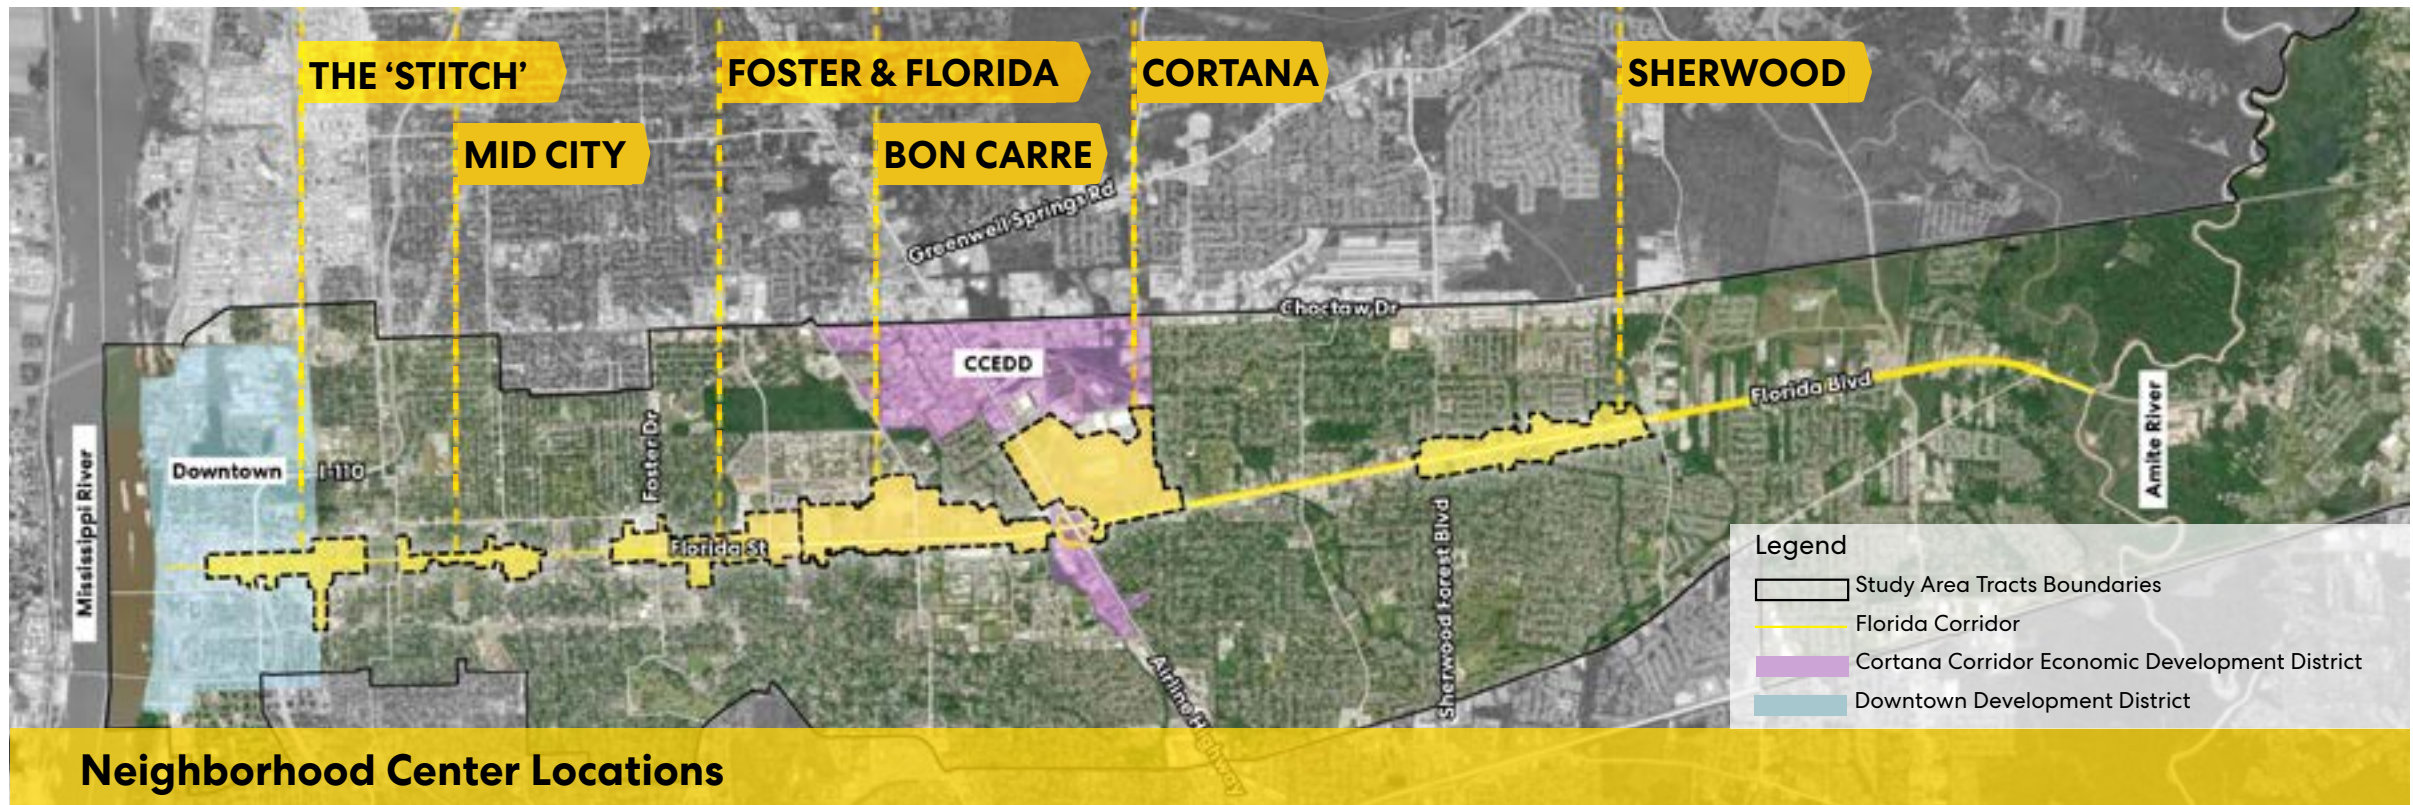 THE ‘STITCH’
FOSTER & FLORIDA
CORTANA
SHERWOOD
MID CITY
BON CARRE
Greenwell Springs Rd
Choctaw Dr
CCEDD
Florida Blvd
Downtown
I-110
Foster Dr
Mississippi River
Amite River
Florida St
Sherwood Forest Blvd
Airline Highway
Legend
Study Area Tracts Boundaries
Florida Corridor
Cortana Corridor Economic Development District
Downtown Development District
Neighborhood Center Locations